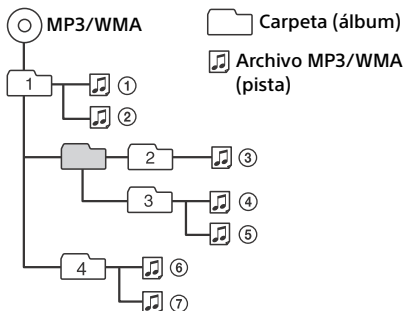 MP3/WMA
Carpeta (álbum)
Archivo MP3/WMA
(pista)
1
①
②
2
③
3
④
⑤
4
⑥
⑦